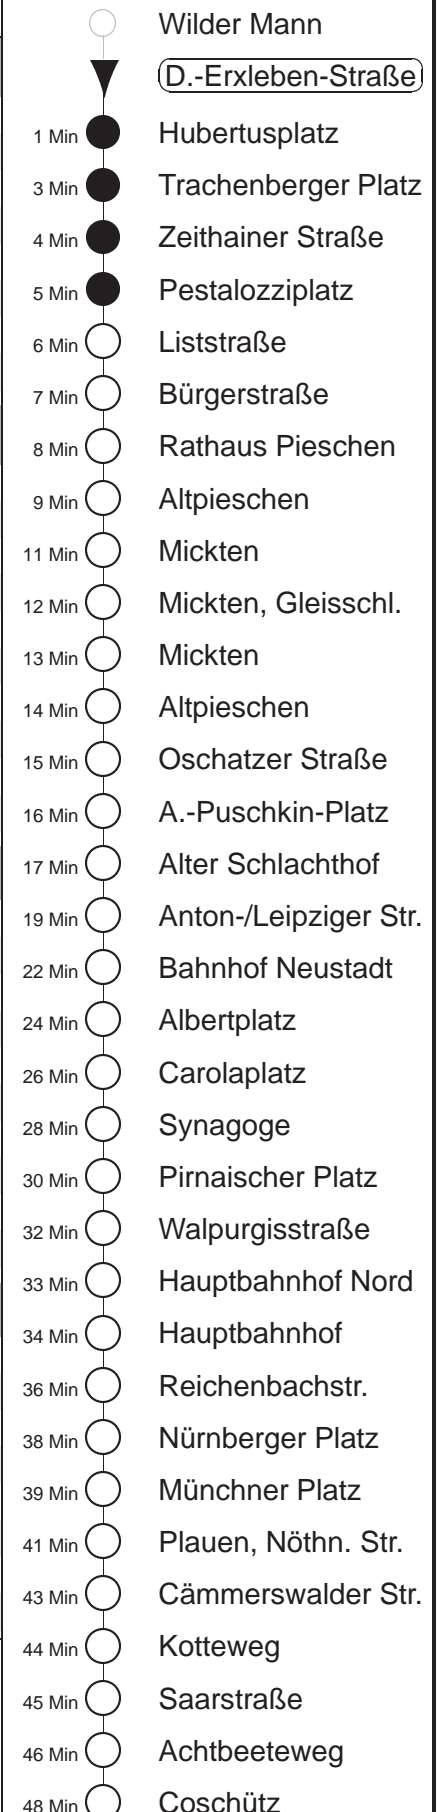 Wilder Mann
D.-Erxleben-Straße
1 Min Hubertusplatz
3 Min Trachenberger Platz
4 Min Zeithainer Straße
5 Min Pestalozziplatz
6 Min Liststraße
7 Min Bürgerstraße
8 Min Rathaus Pieschen
9 Min Altpieschen
11 Min Mickten
12 Min Mickten, Gleisschl.
13 Min Mickten
14 Min Altpieschen
15 Min Oschatzer Straße
16 Min A.-Puschkin-Platz
17 Min Alter Schlachthof
19 Min Anton-/Leipziger Str.
22 Min Bahnhof Neustadt
24 Min Albertplatz
26 Min Carolaplatz
28 Min Synagoge
30 Min Pirnaischer Platz
32 Min Walpurgisstraße
33 Min Hauptbahnhof Nord
34 Min Hauptbahnhof
36 Min Reichenbachstr.
38 Min Nürnberger Platz
39 Min Münchner Platz
41 Min Plauen, Nöthn. Str.
43 Min Cämmerswalder Str.
44 Min Kotteweg
45 Min Saarstraße
46 Min Achtbeeteweg
48 Min Coschütz